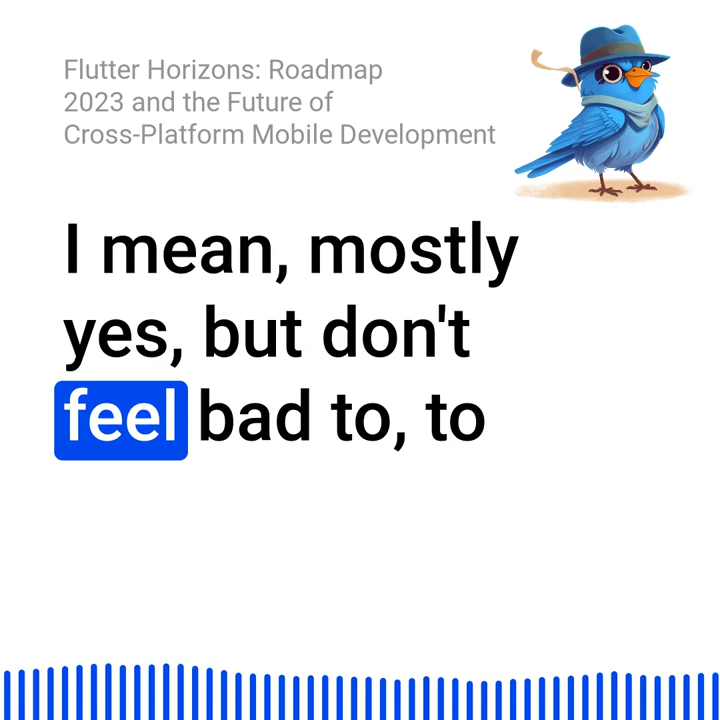 Flutter Horizons: Roadmap
2023 and the Future of
Cross-Platform Mobile Development
I mean, mostly
yes, but don't
feel bad to, to